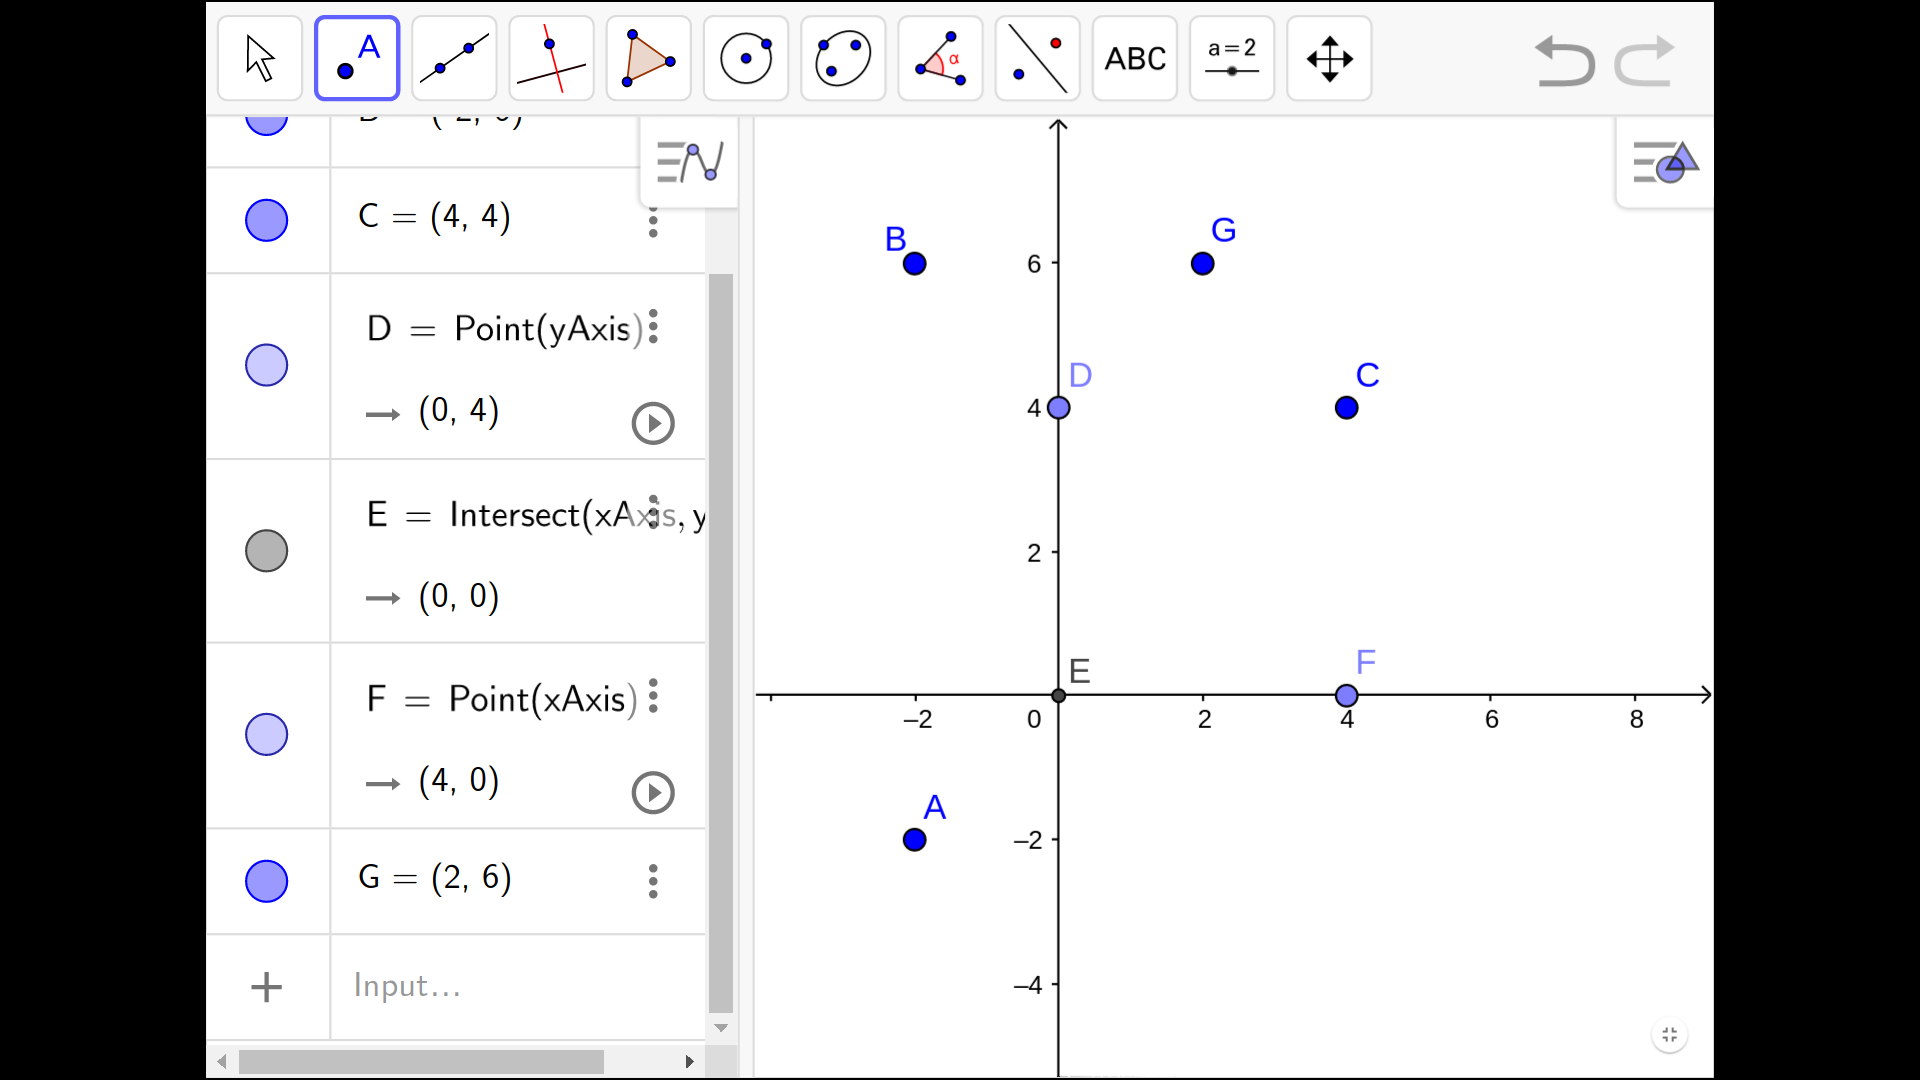 A
α
ABC
a=2
C = (4, 4)
D = Point(yAxis)
→ (0, 4)
E = Intersect(xAxis, y
→ (0, 0)
F = Point(xAxis)
→ (4, 0)
G = (2, 6)
+ Input...
B
G
6
D
C
4
2
E
F
–2
0
2
4
6
8
A
–2
–4